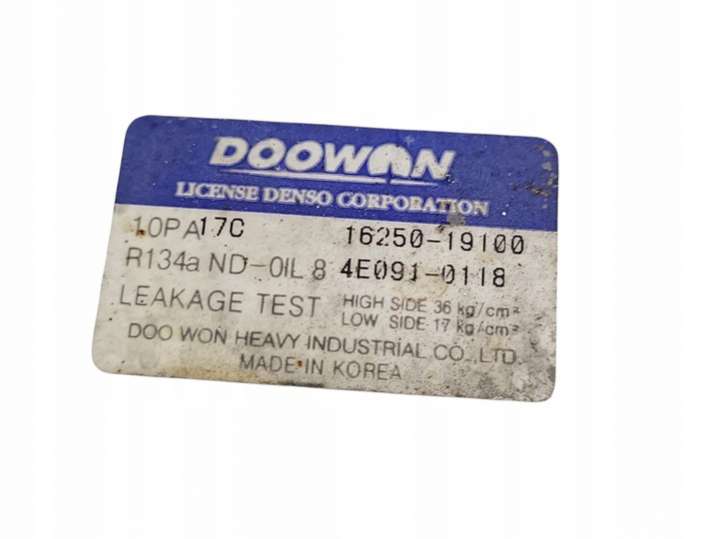 DOOWON
LICENSE DENSO CORPORATION
10PA17C 16250-19100
R134a ND-OIL 8 4E091-0118
LEAKAGE TEST HIGH SIDE 36 kg/cm²
LOW SIDE 17 kg/cm²
DOO WON HEAVY INDUSTRIAL CO., LTD.
MADE IN KOREA